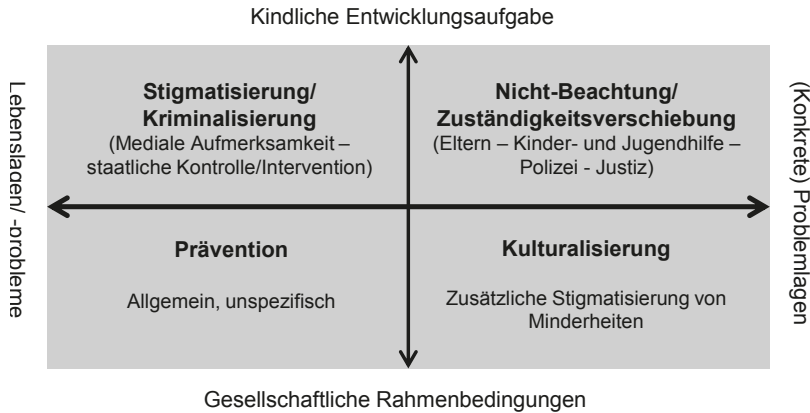 Kindliche Entwicklungsaufgabe
Lebenslagen/ -probleme
Stigmatisierung/
Kriminalisierung
(Mediale Aufmerksamkeit –
staatliche Kontrolle/Intervention)
Nicht-Beachtung/
Zuständigkeitsverschiebung
(Eltern – Kinder- und Jugendhilfe –
Polizei - Justiz)
(Konkrete) Problemlagen
Prävention
Allgemein, unspezifisch
Kulturalisierung
Zusätzliche Stigmatisierung von
Minderheiten
Gesellschaftliche Rahmenbedingungen